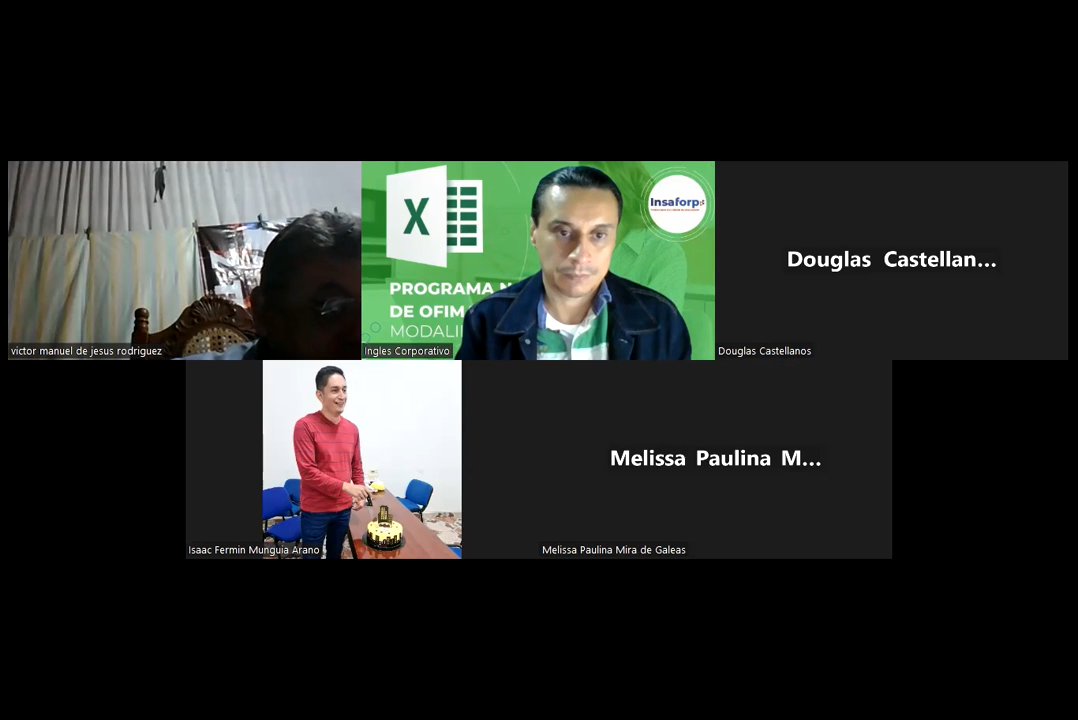 X
Insaforp
PROGRAMA N
DE OFIM
MODALI
Douglas Castellan...
victor manuel de jesus rodriguez
Ingles Corporativo
Douglas Castellanos
Melissa Paulina M...
Isaac Fermin Munguia Arano
Melissa Paulina Mira de Galeas